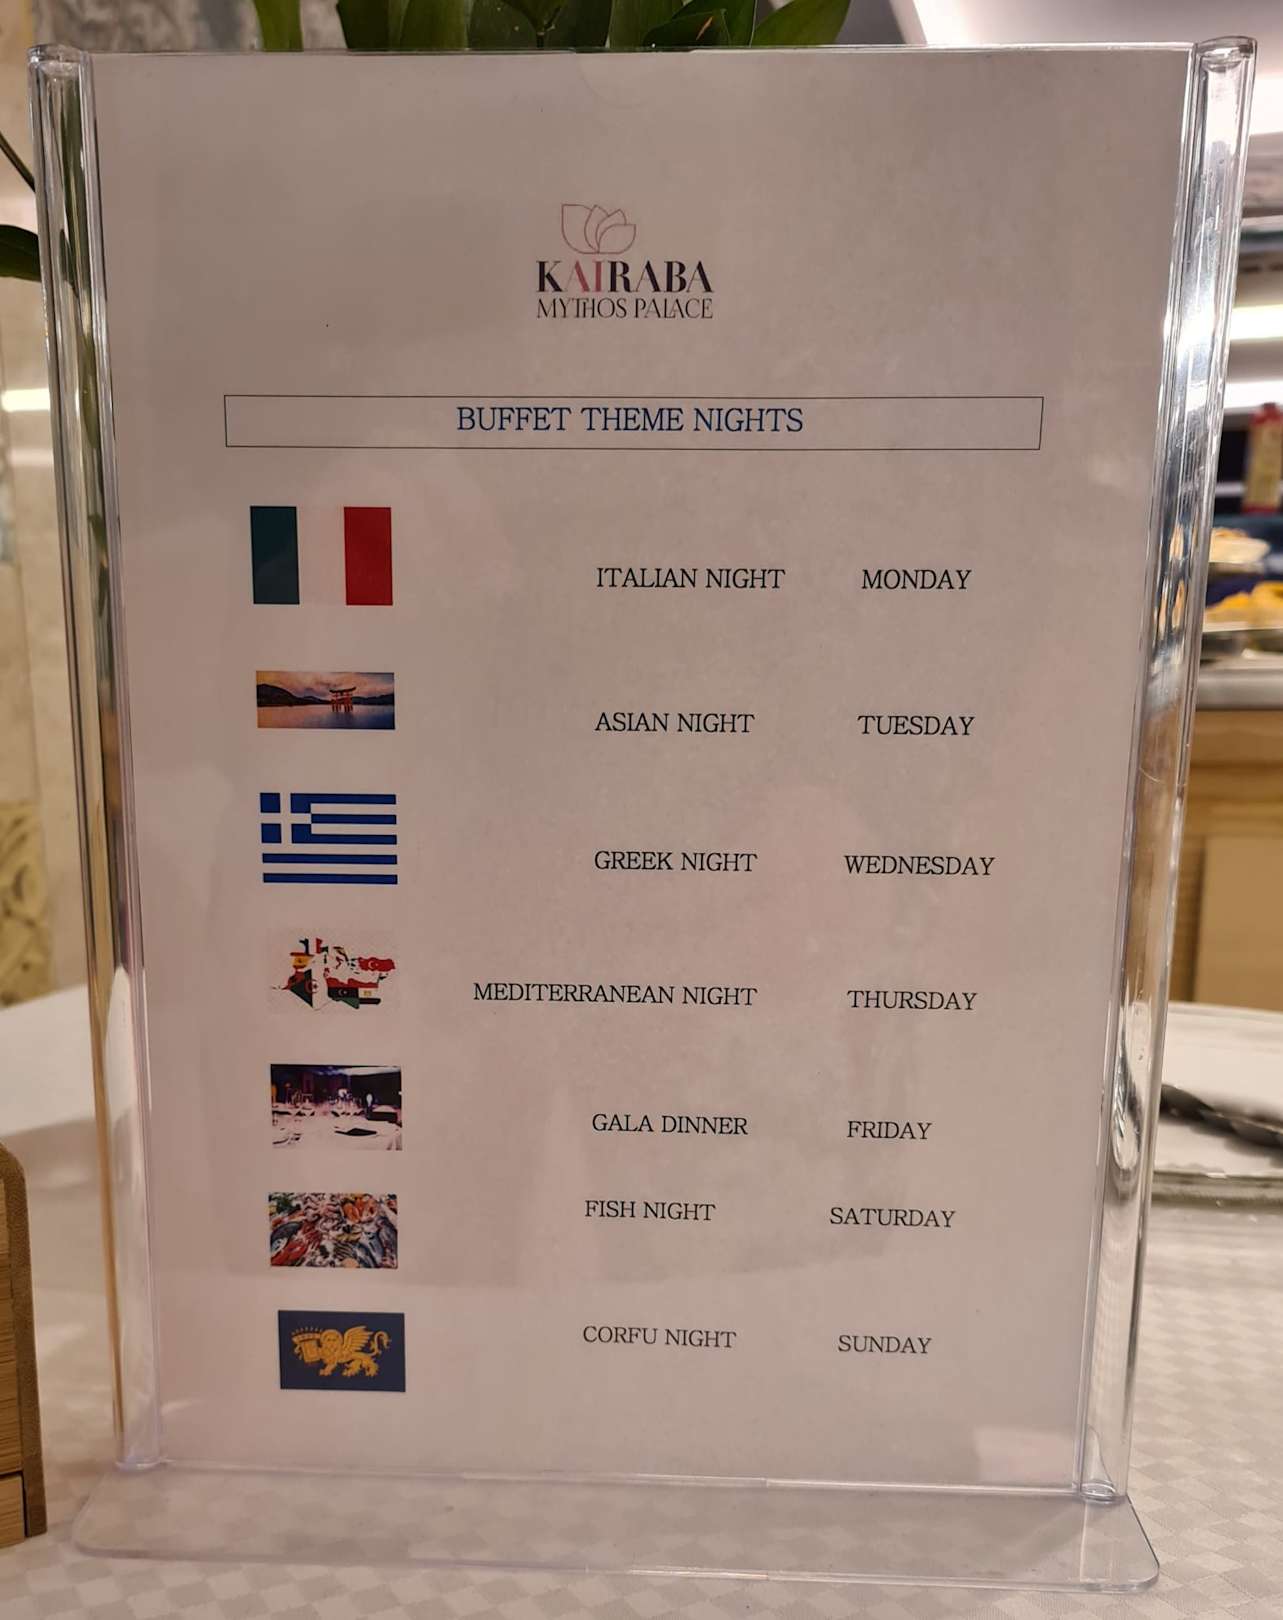 KAIRABA
MYTHOS PALACE
BUFFET THEME NIGHTS
ITALIAN NIGHT MONDAY
ASIAN NIGHT TUESDAY
GREEK NIGHT WEDNESDAY
MEDITERRANEAN NIGHT THURSDAY
GALA DINNER FRIDAY
FISH NIGHT SATURDAY
CORFU NIGHT SUNDAY